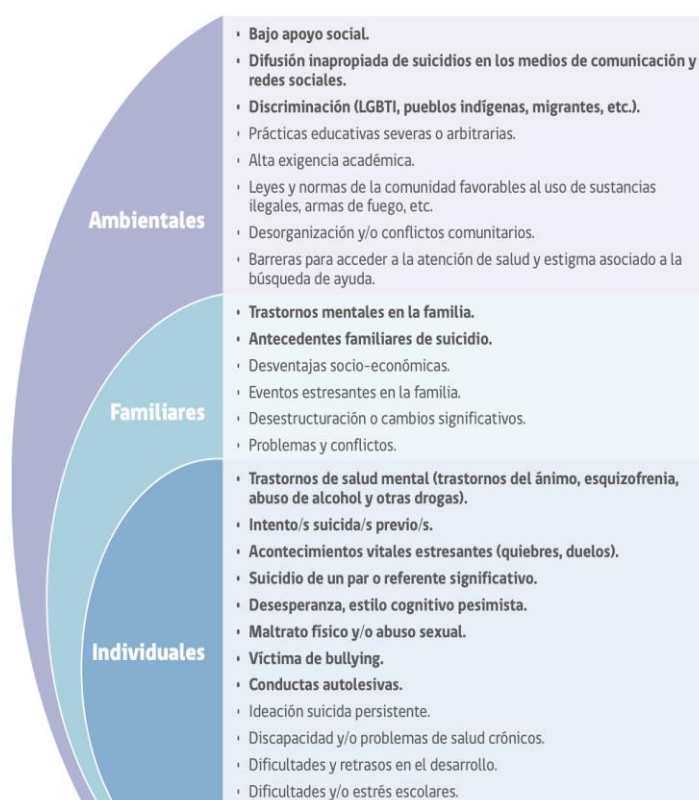 • Bajo apoyo social.
• Difusión inapropiada de suicidios en los medios de comunicación y
redes sociales.
• Discriminación (LGBTI, pueblos indígenas, migrantes, etc.).
• Prácticas educativas severas o arbitrarias.
• Alta exigencia académica.
• Leyes y normas de la comunidad favorables al uso de sustancias
ilegales, armas de fuego, etc.
• Desorganización y/o conflictos comunitarios.
• Barreras para acceder a la atención de salud y estigma asociado a la
búsqueda de ayuda.
Ambientales
• Trastornos mentales en la familia.
• Antecedentes familiares de suicidio.
• Desventajas socio-económicas.
• Eventos estresantes en la familia.
• Desestructuración o cambios significativos.
• Problemas y conflictos.
Familiares
• Trastornos de salud mental (trastornos del ánimo, esquizofrenia,
abuso de alcohol y otras drogas).
• Intento/s suicida/s previo/s.
• Acontecimientos vitales estresantes (quiebres, duelos).
• Suicidio de un par o referente significativo.
• Desesperanza, estilo cognitivo pesimista.
• Maltrato físico y/o abuso sexual.
• Víctima de bullying.
• Conductas autolesivas.
• Ideación suicida persistente.
• Discapacidad y/o problemas de salud crónicos.
• Dificultades y retrasos en el desarrollo.
• Dificultades y/o estrés escolares.
Individuales